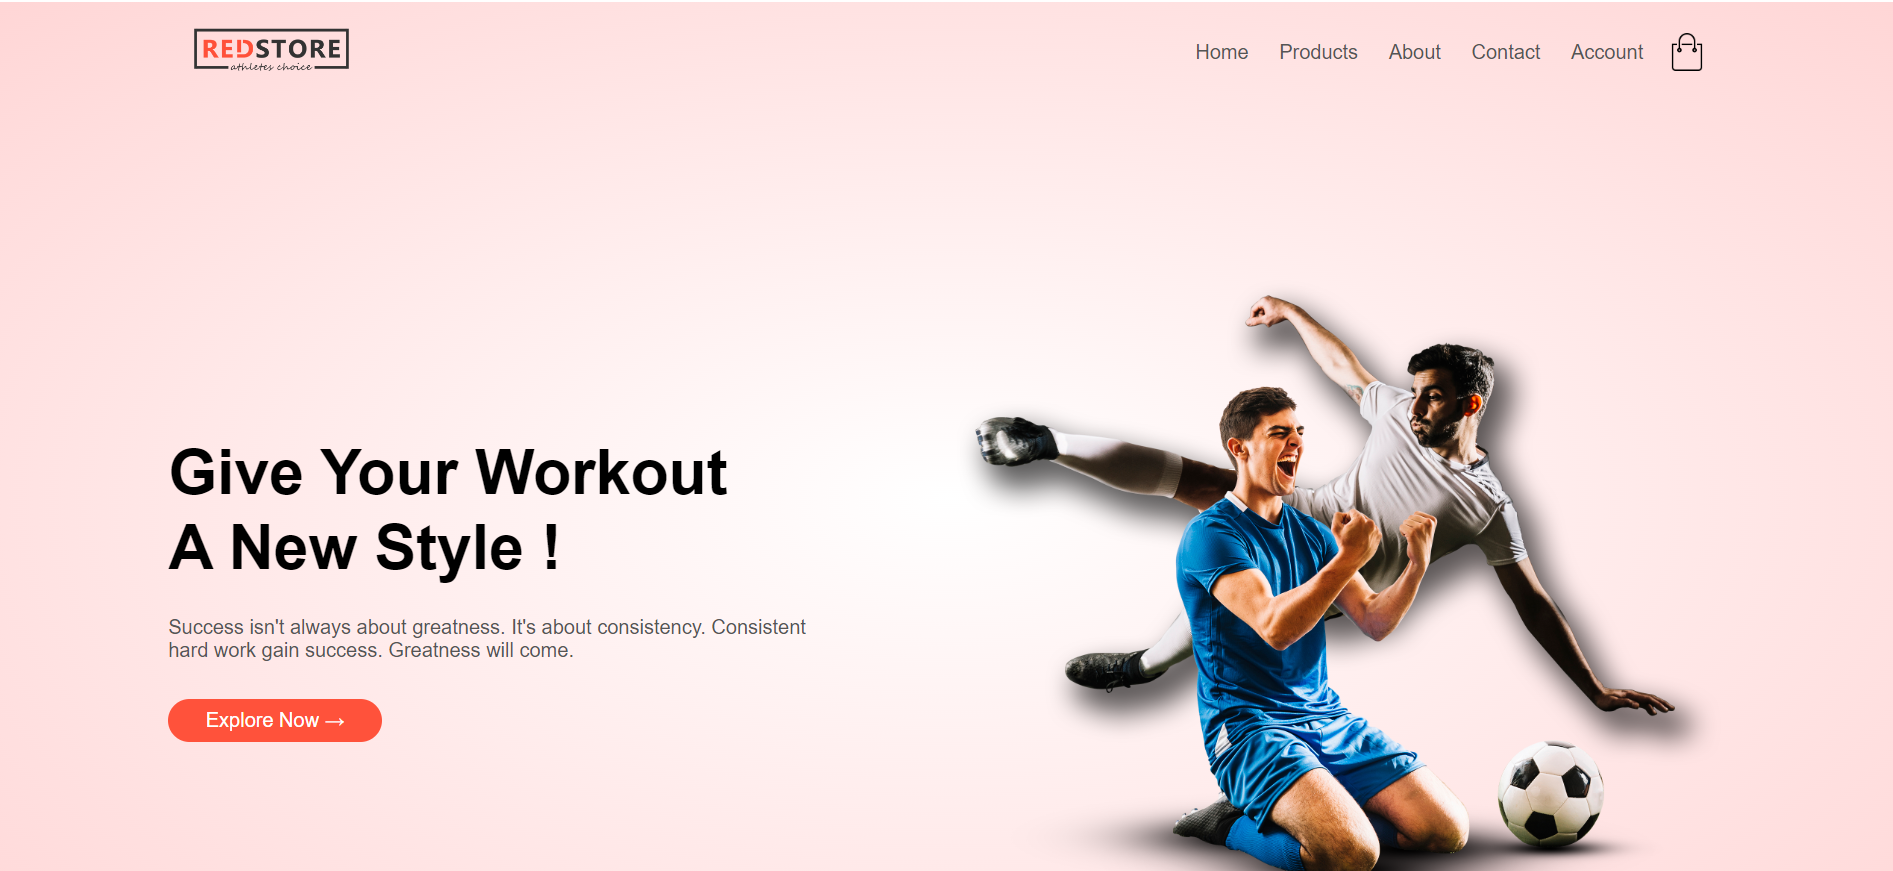 REDSTORE
athletes choice
Home Products About Contact Account
Give Your Workout
A New Style !
Success isn't always about greatness. It's about consistency. Consistent
hard work gain success. Greatness will come.
Explore Now →